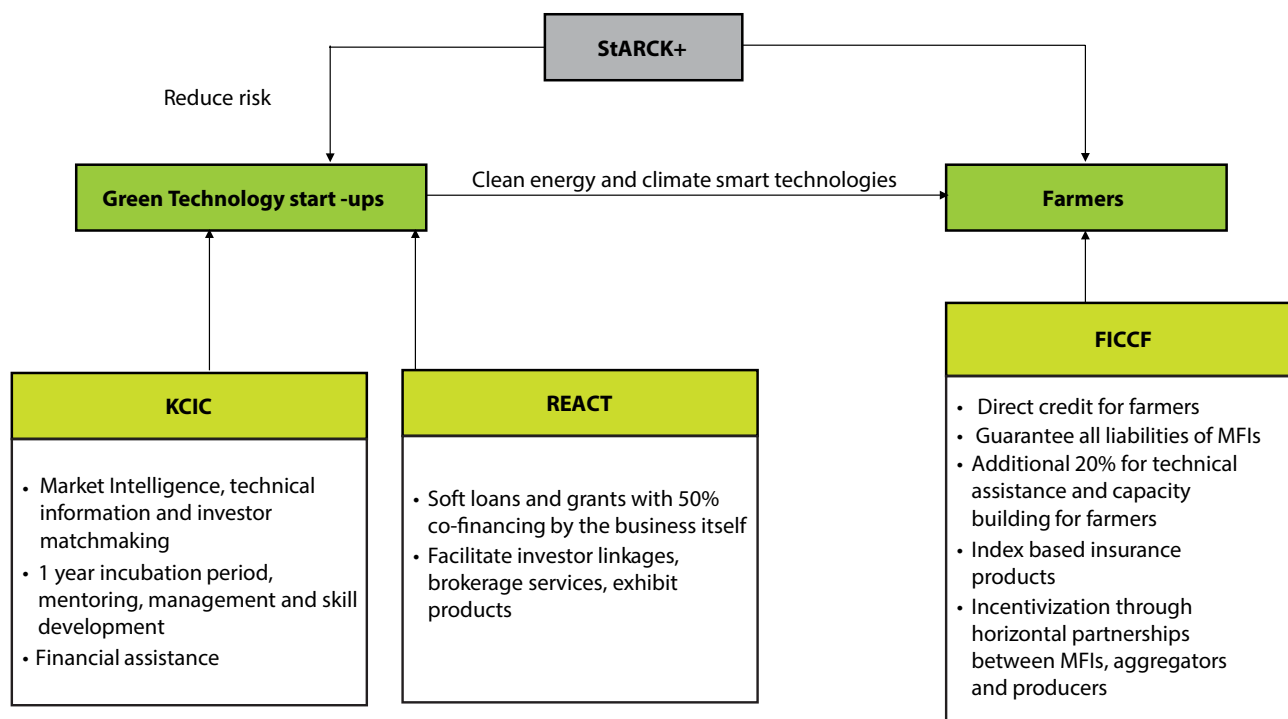 StARCK+
Reduce risk
Green Technology start -ups
Clean energy and climate smart technologies
Farmers
KCIC
• Market Intelligence, technical
information and investor
matchmaking
• 1 year incubation period,
mentoring, management and skill
development
• Financial assistance
REACT
• Soft loans and grants with 50%
co-financing by the business itself
• Facilitate investor linkages,
brokerage services, exhibit
products
FICCF
• Direct credit for farmers
• Guarantee all liabilities of MFIs
• Additional 20% for technical
assistance and capacity
building for farmers
• Index based insurance
products
• Incentivization through
horizontal partnerships
between MFIs, aggregators
and producers